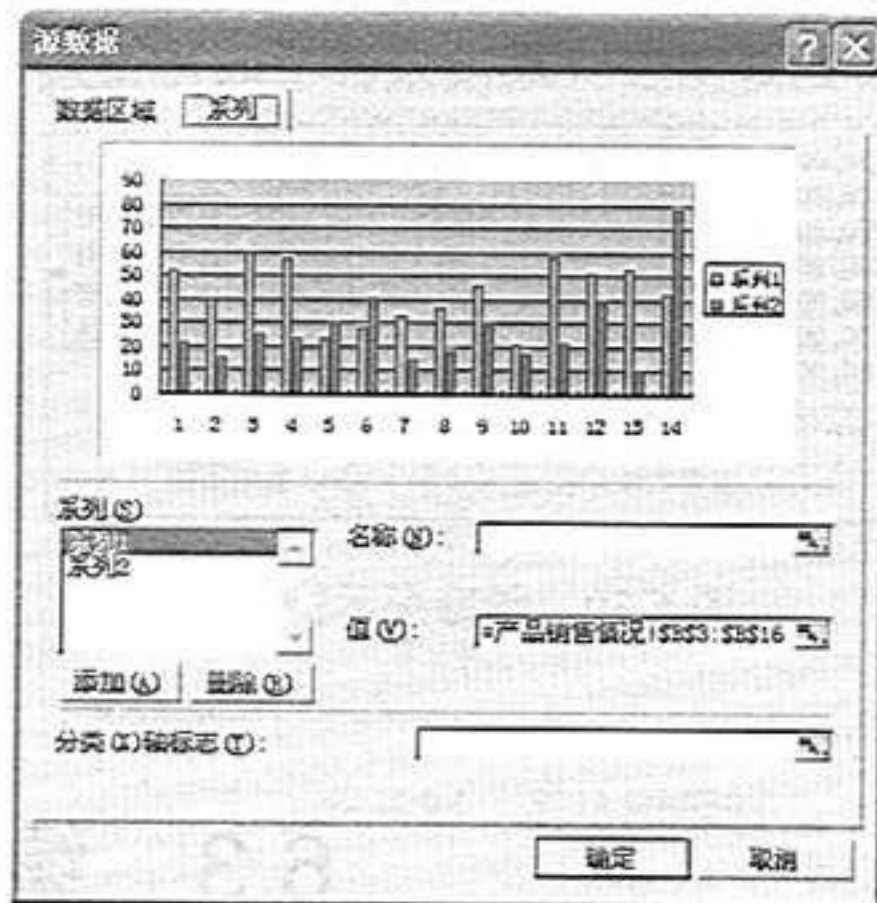 源数据
数据区域 系列
90
80
70
60
50
40
30
20
10
0
系列1
系列2
1 2 3 4 5 6 7 8 9 10 11 12 13 14
系列(S)
系列1
系列2
名称(N):
值(V):
=产品销售情况!$B$3:$B$16
添加(A) 删除(R)
分类(X)轴标志(T):
确定 取消